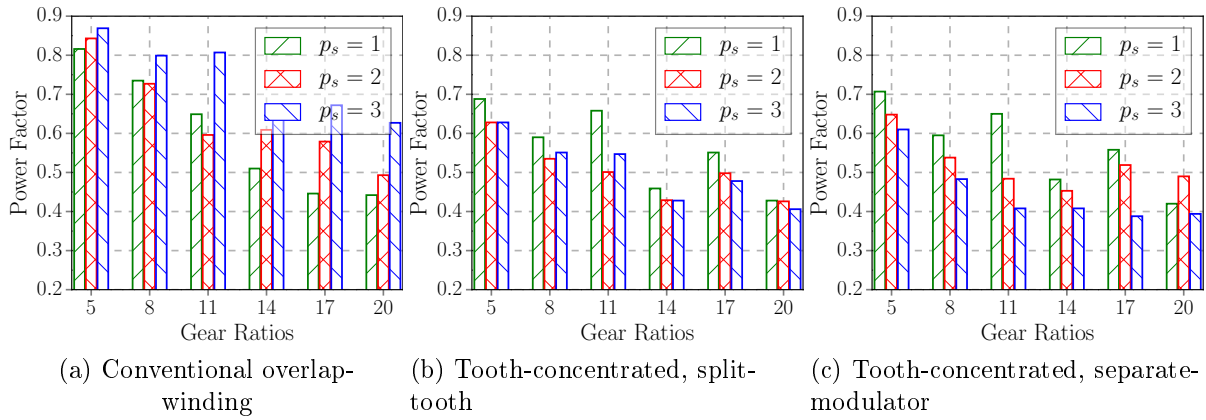 0.9
0.8
0.7
0.6
0.5
0.4
0.3
0.2
Power Factor
5 8 11 14 17 20
Gear Ratios
p_s = 1
p_s = 2
p_s = 3
(a) Conventional overlap-
winding
0.9
0.8
0.7
0.6
0.5
0.4
0.3
0.2
Power Factor
5 8 11 14 17 20
Gear Ratios
p_s = 1
p_s = 2
p_s = 3
(b) Tooth-concentrated, split-
tooth
0.9
0.8
0.7
0.6
0.5
0.4
0.3
0.2
Power Factor
5 8 11 14 17 20
Gear Ratios
p_s = 1
p_s = 2
p_s = 3
(c) Tooth-concentrated, separate-
modulator